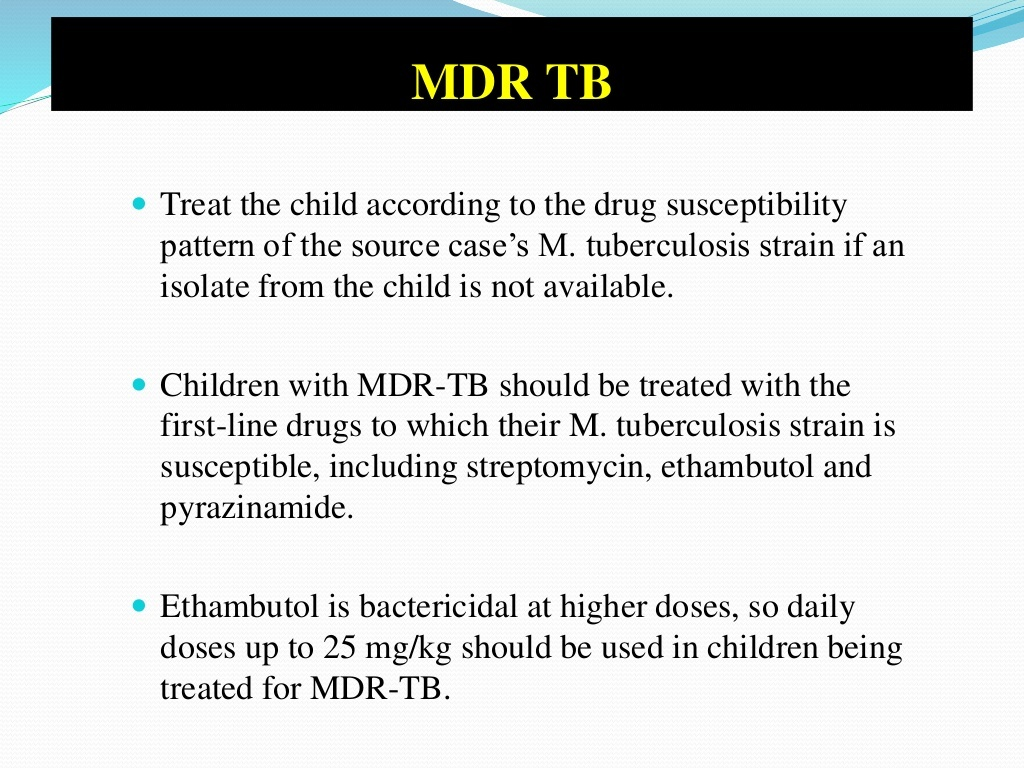 MDR TB
Treat the child according to the drug susceptibility
pattern of the source case’s M. tuberculosis strain if an
isolate from the child is not available.
Children with MDR-TB should be treated with the
first-line drugs to which their M. tuberculosis strain is
susceptible, including streptomycin, ethambutol and
pyrazinamide.
Ethambutol is bactericidal at higher doses, so daily
doses up to 25 mg/kg should be used in children being
treated for MDR-TB.